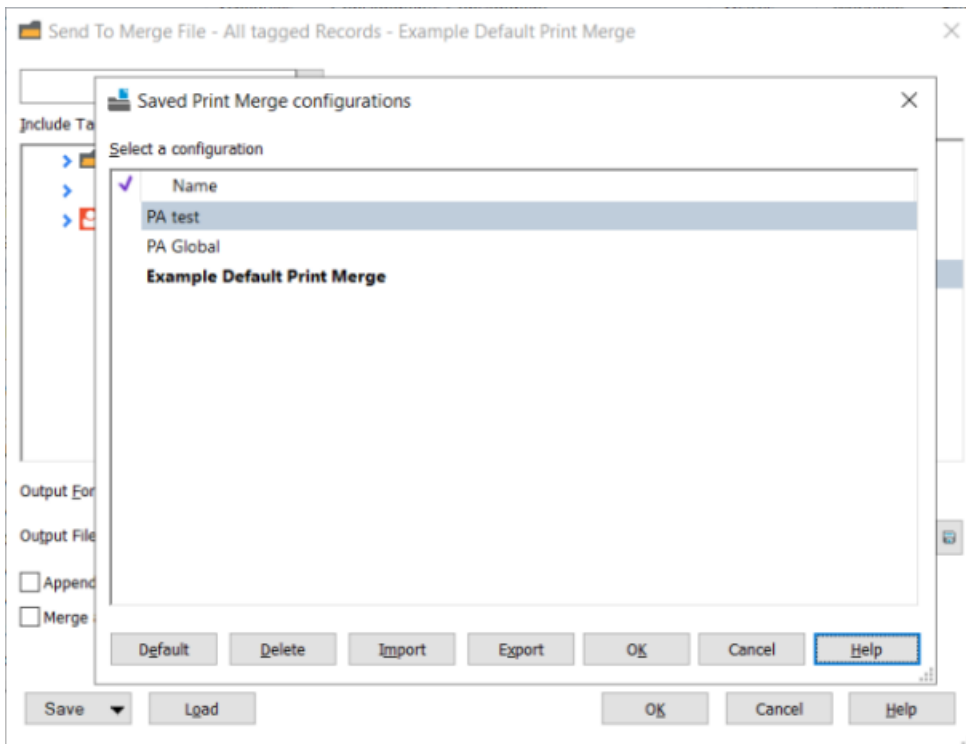 Send To Merge File - All tagged Records - Example Default Print Merge
Saved Print Merge configurations
Include Ta
Select a configuration
Name
PA test
PA Global
Example Default Print Merge
Output For
Output File
Append
Merge
Default Delete Import Export OK Cancel Help
Save Load OK Cancel Help